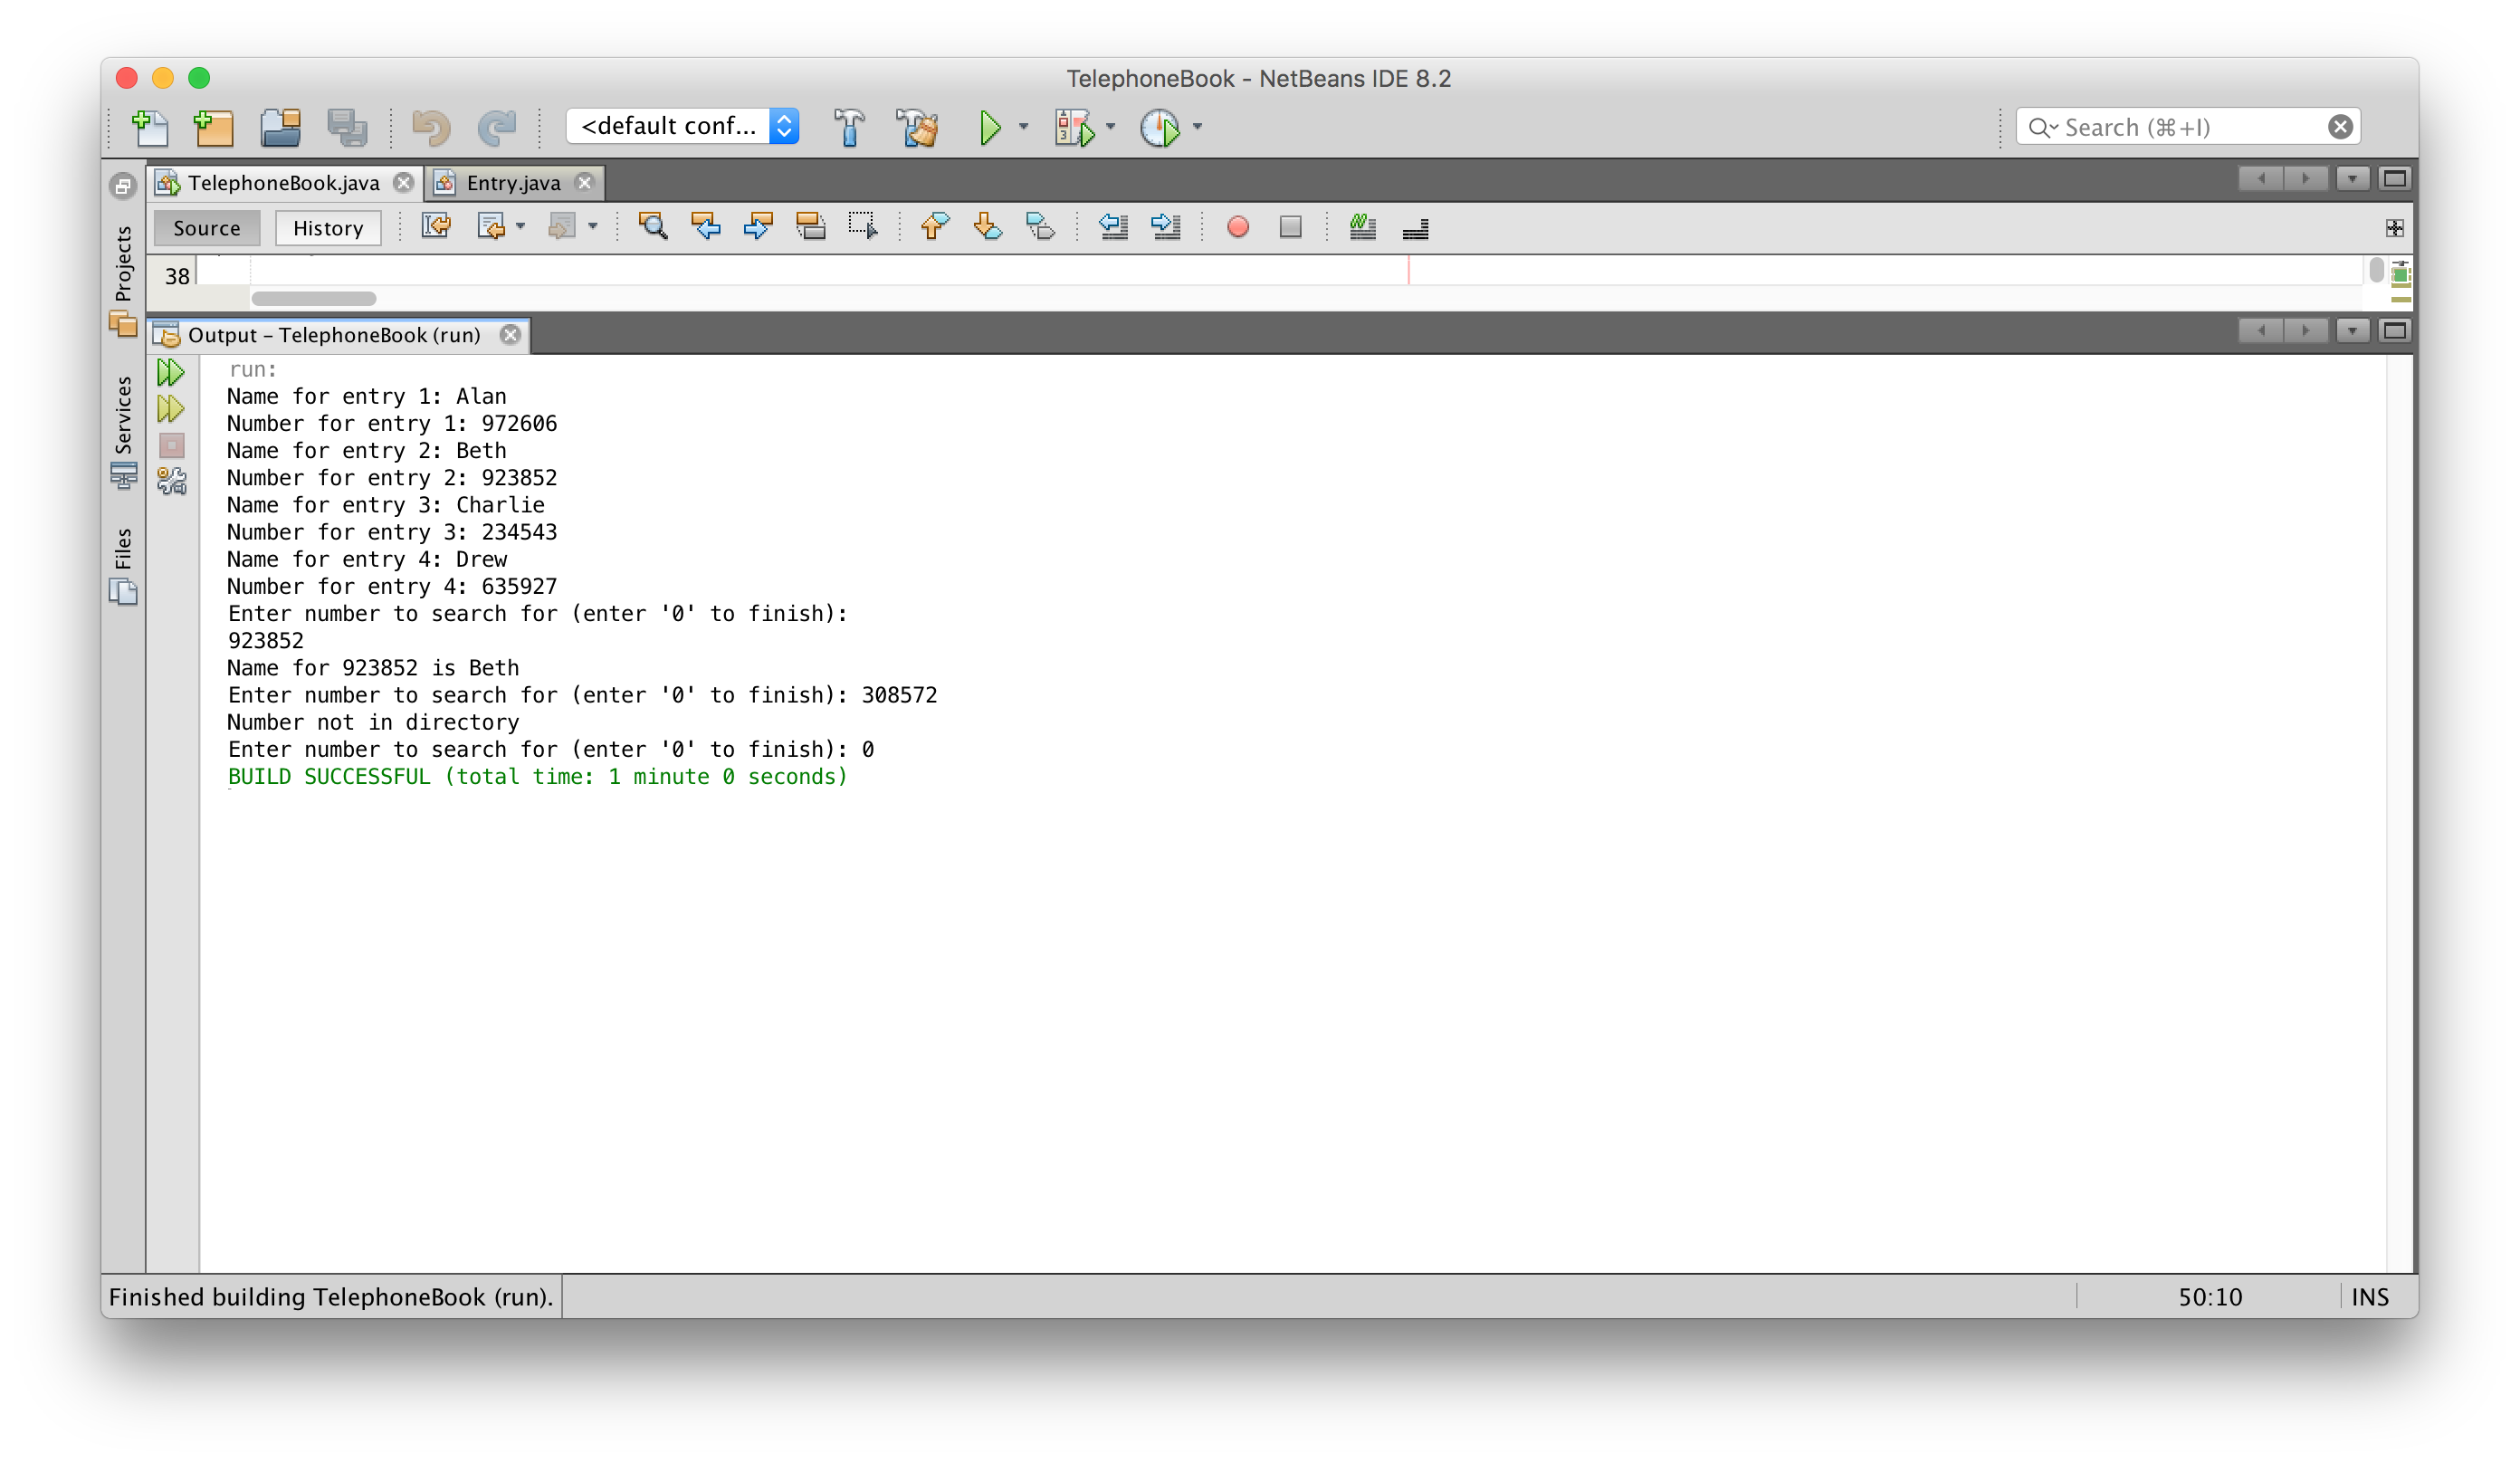 TelephoneBook - NetBeans IDE 8.2
<default conf...
Search (⌘+I)
TelephoneBook.java
Entry.java
Source
History
Projects
Services
Files
38
Output – TelephoneBook (run)
run:
Name for entry 1: Alan
Number for entry 1: 972606
Name for entry 2: Beth
Number for entry 2: 923852
Name for entry 3: Charlie
Number for entry 3: 234543
Name for entry 4: Drew
Number for entry 4: 635927
Enter number to search for (enter '0' to finish):
923852
Name for 923852 is Beth
Enter number to search for (enter '0' to finish): 308572
Number not in directory
Enter number to search for (enter '0' to finish): 0
BUILD SUCCESSFUL (total time: 1 minute 0 seconds)
Finished building TelephoneBook (run).
50:10
INS